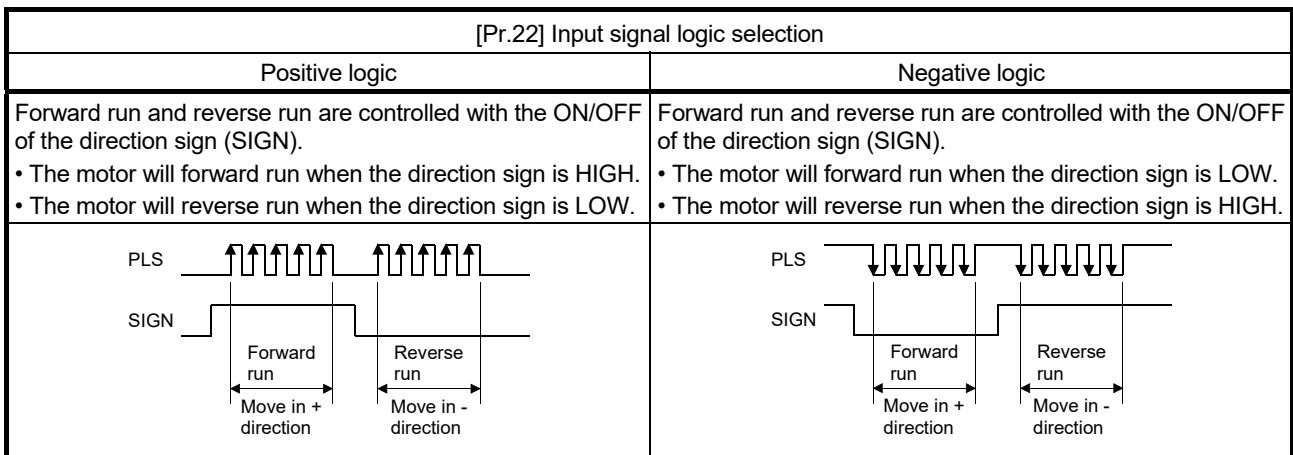 [Pr.22] Input signal logic selection
Positive logic
Negative logic
Forward run and reverse run are controlled with the ON/OFF
of the direction sign (SIGN).
• The motor will forward run when the direction sign is HIGH.
• The motor will reverse run when the direction sign is LOW.
Forward run and reverse run are controlled with the ON/OFF
of the direction sign (SIGN).
• The motor will forward run when the direction sign is LOW.
• The motor will reverse run when the direction sign is HIGH.
PLS
SIGN
Forward
run
Reverse
run
Move in +
direction
Move in -
direction
PLS
SIGN
Forward
run
Reverse
run
Move in +
direction
Move in -
direction